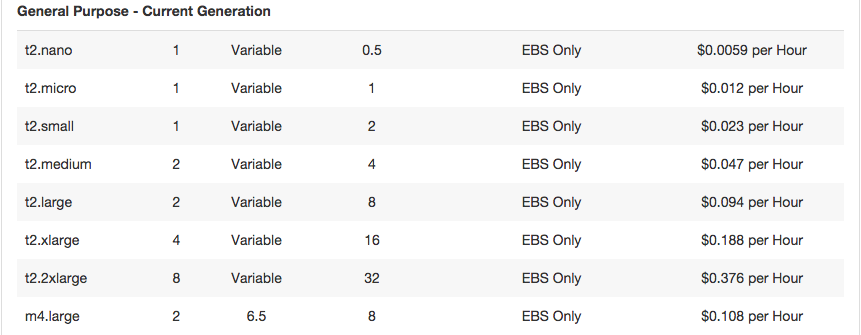 General Purpose - Current Generation
t2.nano 1 Variable 0.5 EBS Only $0.0059 per Hour
t2.micro 1 Variable 1 EBS Only $0.012 per Hour
t2.small 1 Variable 2 EBS Only $0.023 per Hour
t2.medium 2 Variable 4 EBS Only $0.047 per Hour
t2.large 2 Variable 8 EBS Only $0.094 per Hour
t2.xlarge 4 Variable 16 EBS Only $0.188 per Hour
t2.2xlarge 8 Variable 32 EBS Only $0.376 per Hour
m4.large 2 6.5 8 EBS Only $0.108 per Hour